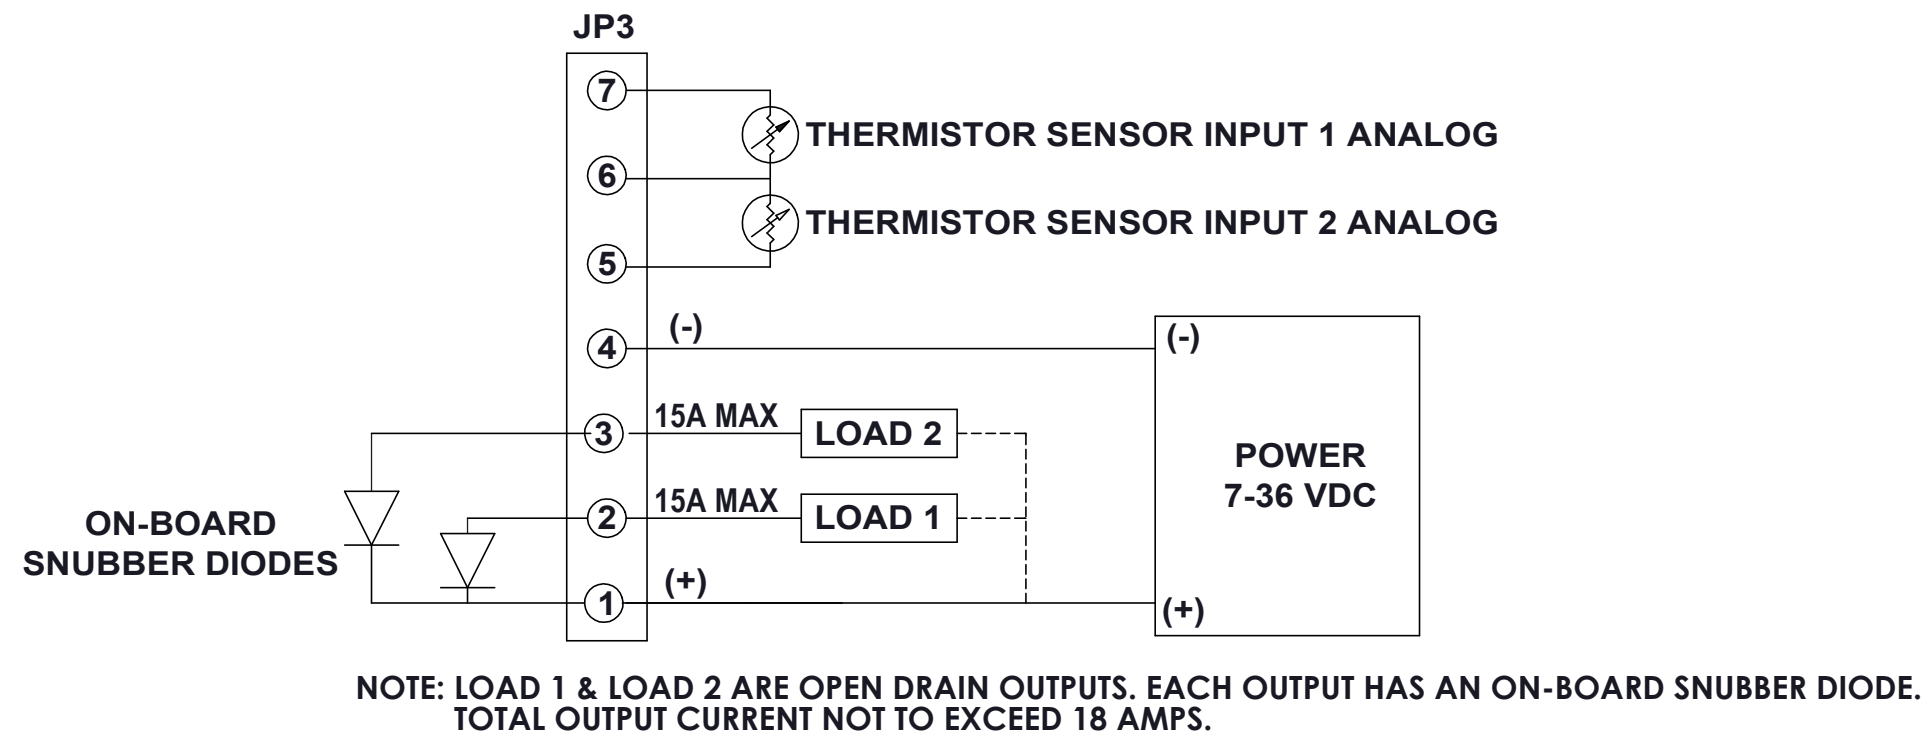 JP3
7
THERMISTOR SENSOR INPUT 1 ANALOG
6
THERMISTOR SENSOR INPUT 2 ANALOG
5
(-)
4
(-)
15A MAX
3
LOAD 2
POWER
7-36 VDC
15A MAX
2
LOAD 1
ON-BOARD
SNUBBER DIODES
(+)
1
(+)
NOTE: LOAD 1 & LOAD 2 ARE OPEN DRAIN OUTPUTS. EACH OUTPUT HAS AN ON-BOARD SNUBBER DIODE.
TOTAL OUTPUT CURRENT NOT TO EXCEED 18 AMPS.